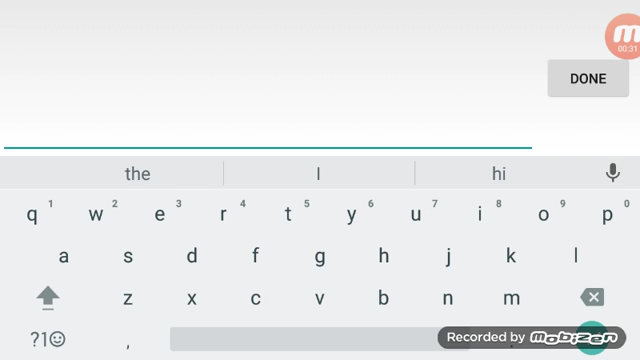 m
00:31
DONE
the I hi
q 1 w 2 e 3 r 4 t 5 y 6 u 7 i 8 o 9 p 0
a s d f g h j k l
z x c v b n m
?1☺ , .
Recorded by mobizen